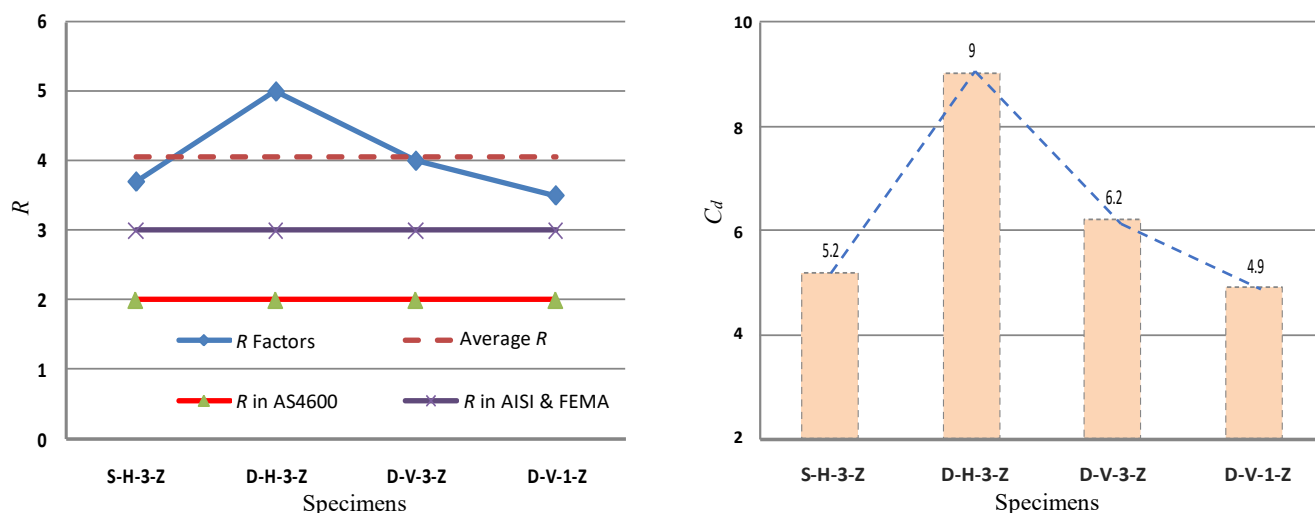 6
5
4
3
2
1
0
R
R Factors
Average R
R in AS4600
R in AISI & FEMA
S-H-3-Z
D-H-3-Z
D-V-3-Z
D-V-1-Z
Specimens
10
8
6
4
2
C_d
5.2
9
6.2
4.9
S-H-3-Z
D-H-3-Z
D-V-3-Z
D-V-1-Z
Specimens